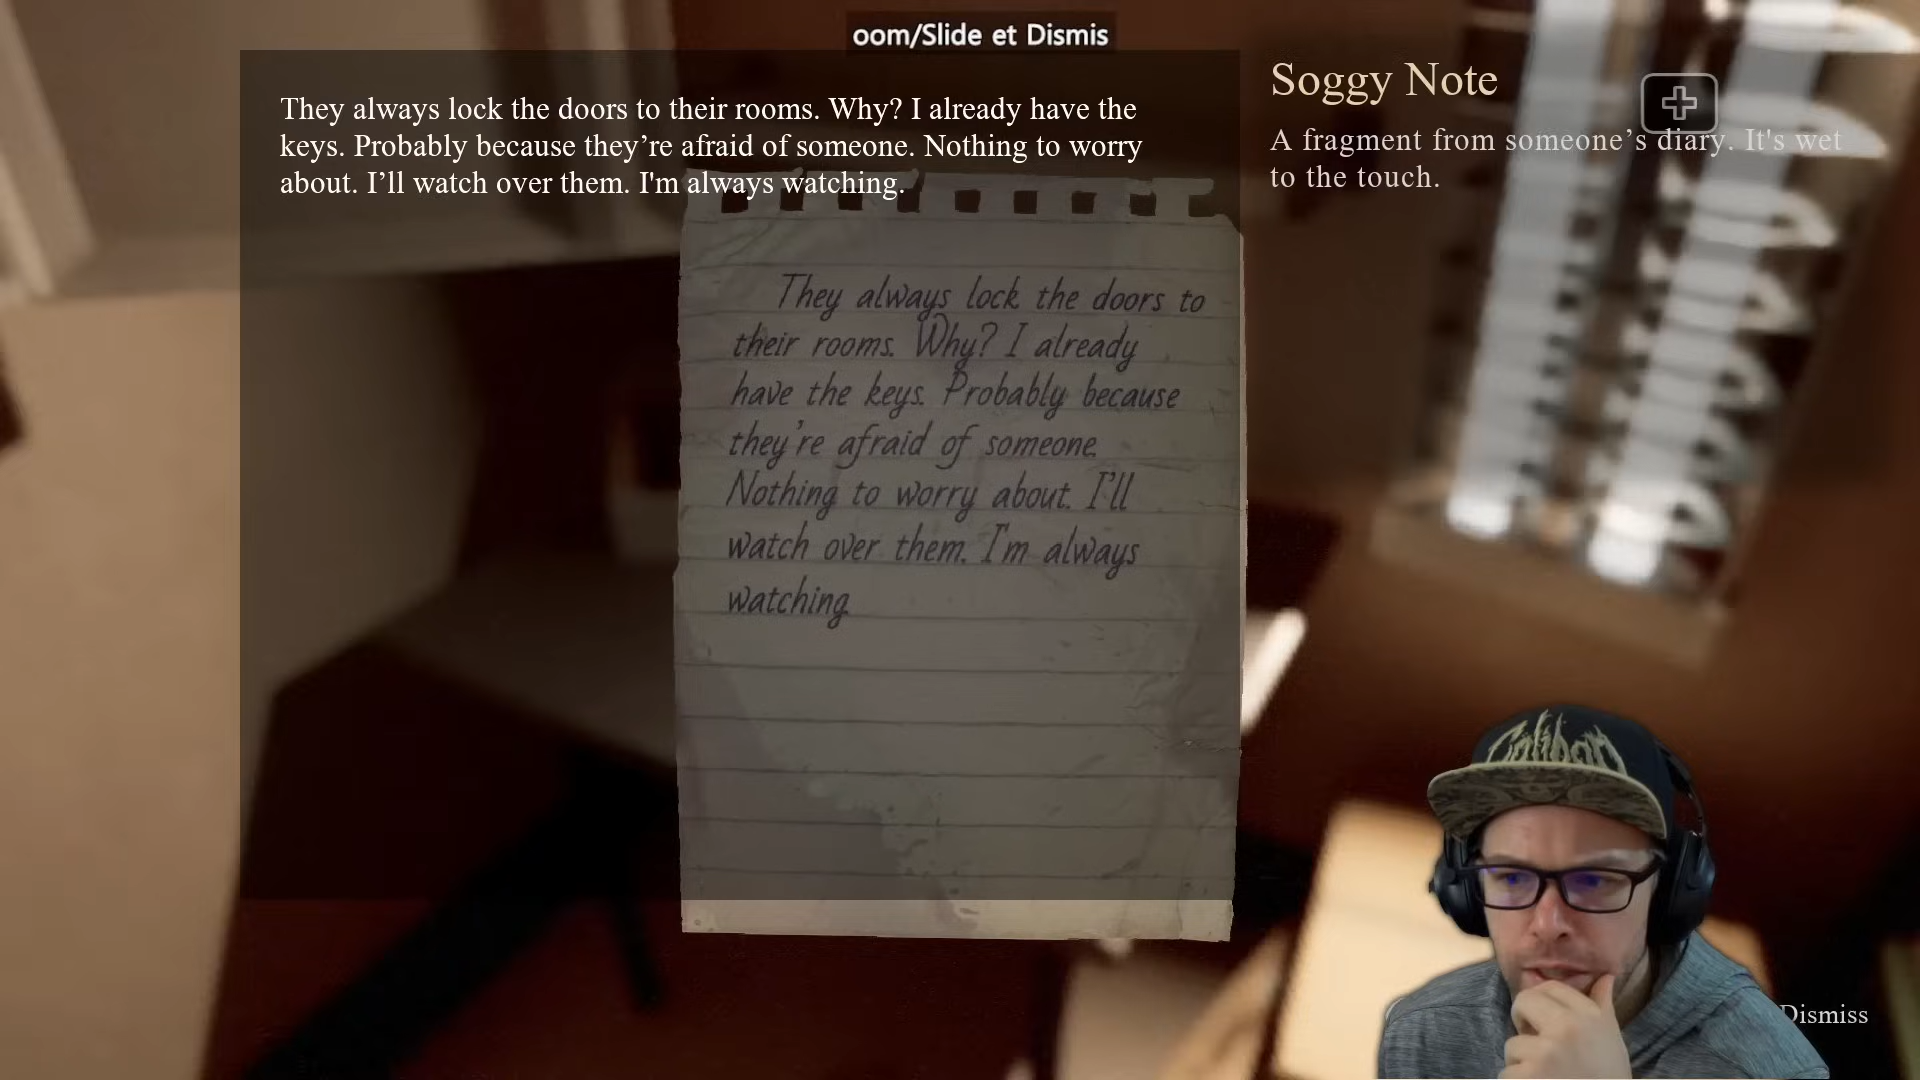 oom/Slide et Dismis
They always lock the doors to their rooms. Why? I already have the
keys. Probably because they’re afraid of someone. Nothing to worry
about. I’ll watch over them. I'm always watching.
Soggy Note
A fragment from someone’s diary. It's wet
to the touch.
They always lock the doors to
their rooms. Why? I already
have the keys. Probably because
they’re afraid of someone.
Nothing to worry about. I’ll
watch over them. I’m always
watching.
Caliban
Dismiss